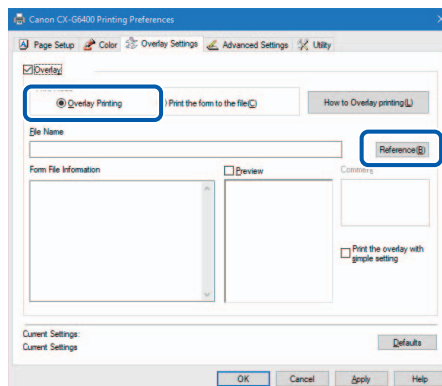 Canon CX-G6400 Printing Preferences
Page Setup Color Overlay Settings Advanced Settings Utility
Overlay
Overlay Printing Print the form to the file(C) How to Overlay printing(L)
File Name
Reference(B)
Form File Information Preview Comment
Print the overlay with
simple setting
Current Settings:
Current Settings Defaults
OK Cancel Apply Help